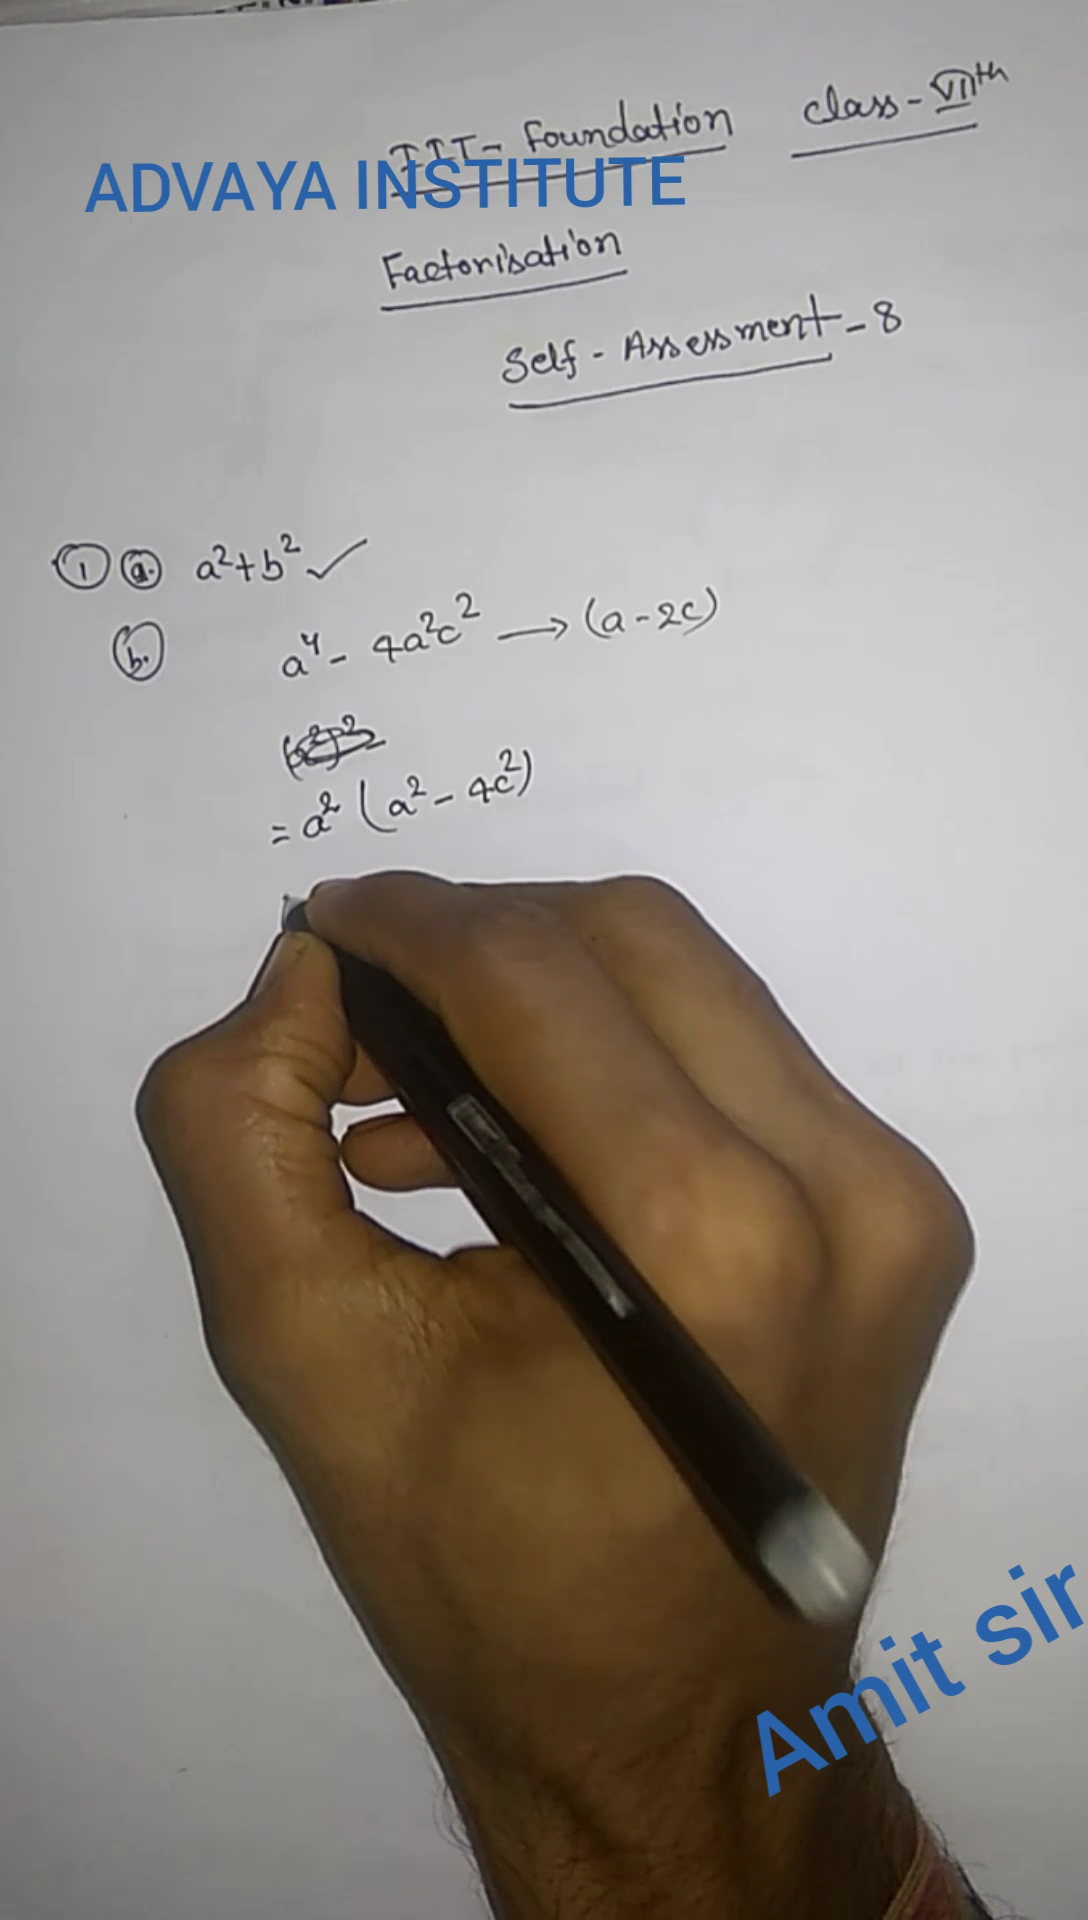 IIT- Foundation class - VIIth
ADVAYA INSTITUTE
Factorisation
Self - Assessment - 8
① ⓐ. a²+b² ✓
ⓑ. a⁴ - 4a²c² → (a - 2c)
= a² (a² - 4c²)
Amit sir